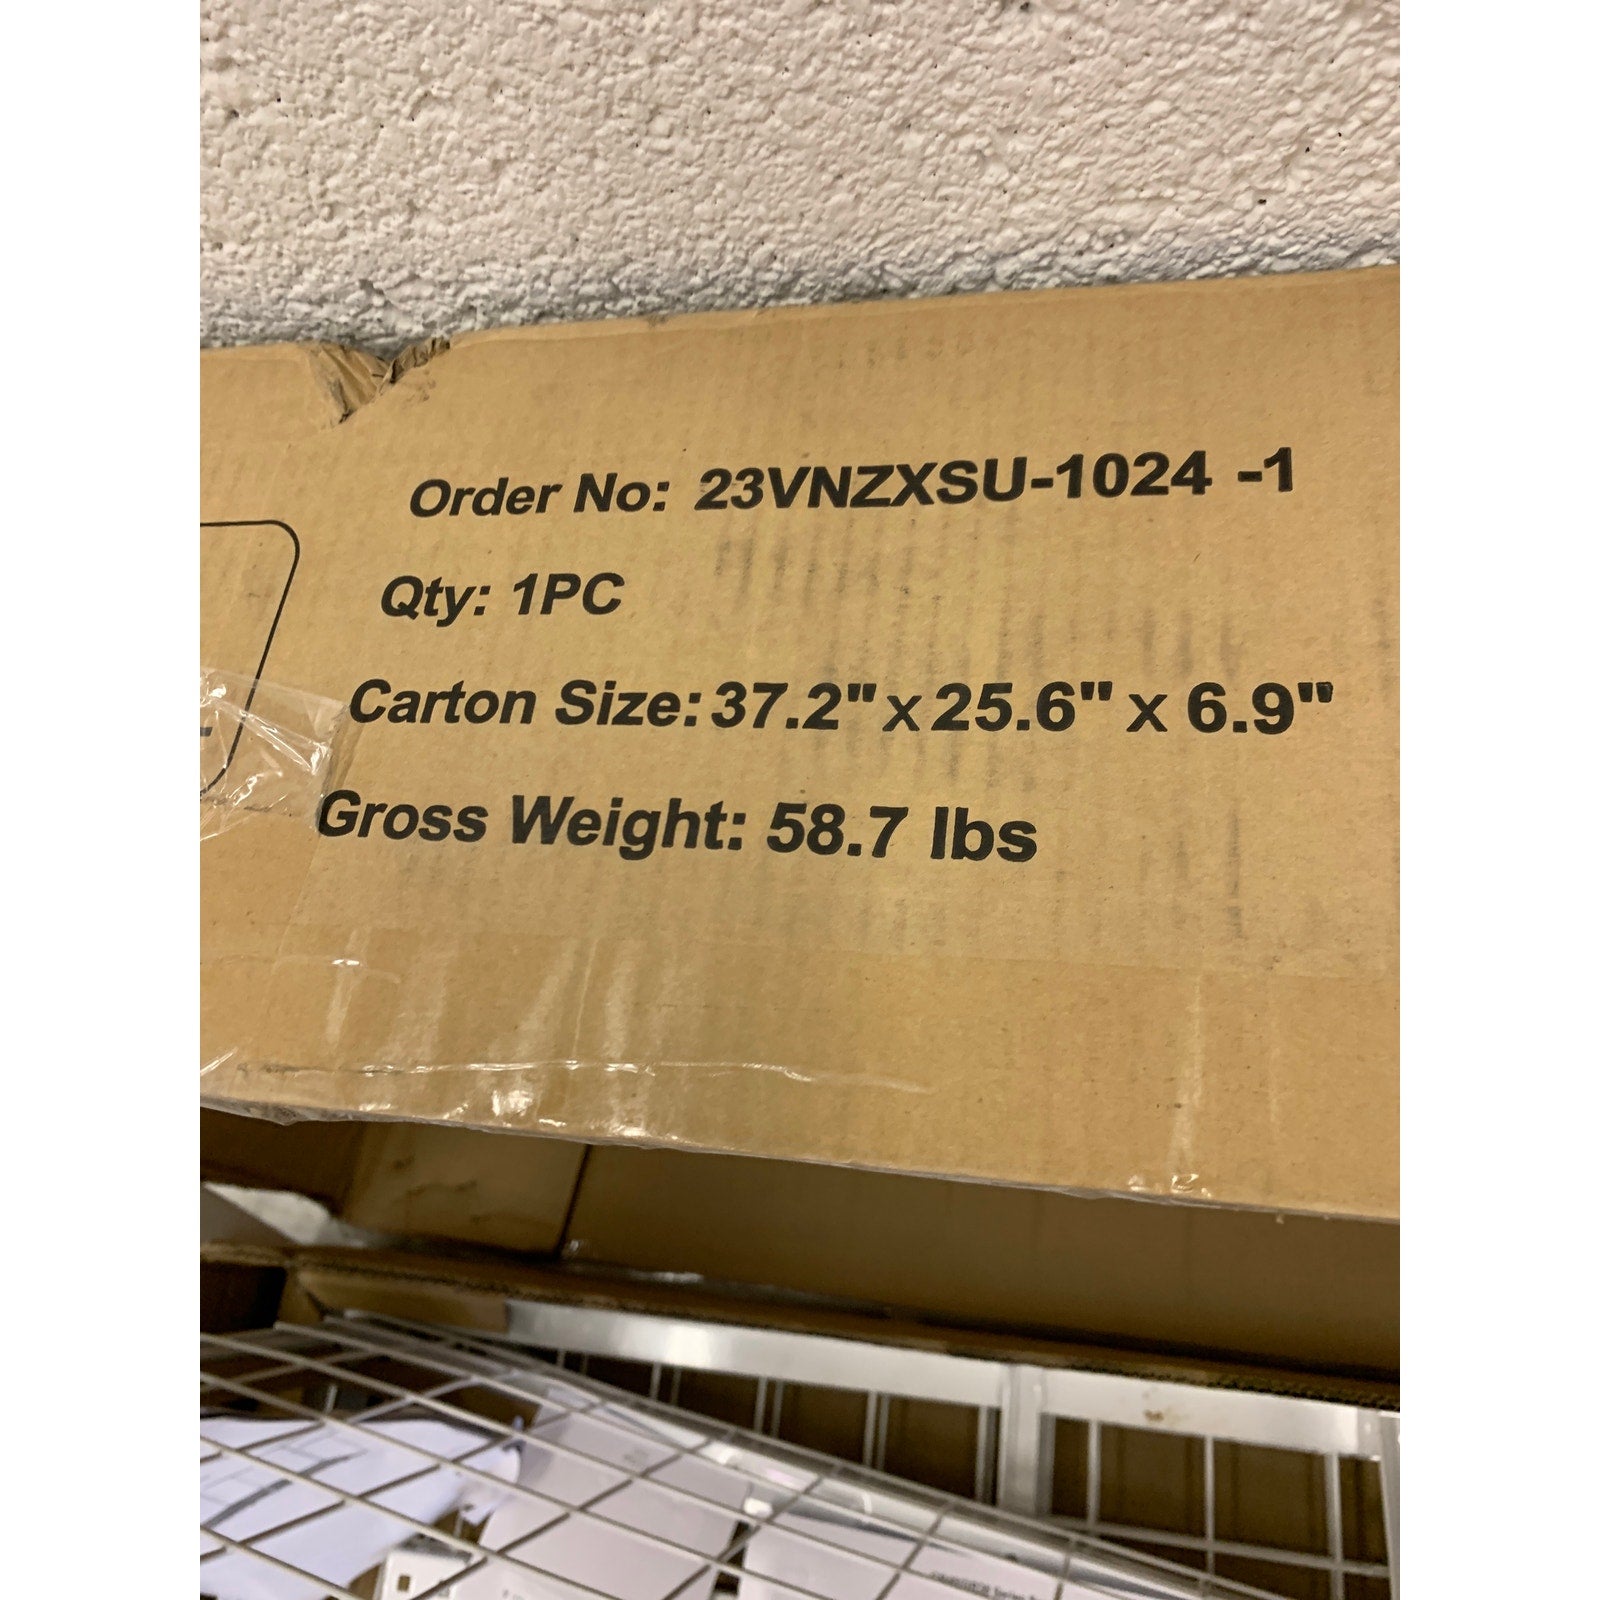 Order No: 23VNZXSU-1024 -1
Qty: 1PC
Carton Size: 37.2" x 25.6" x 6.9"
Gross Weight: 58.7 lbs